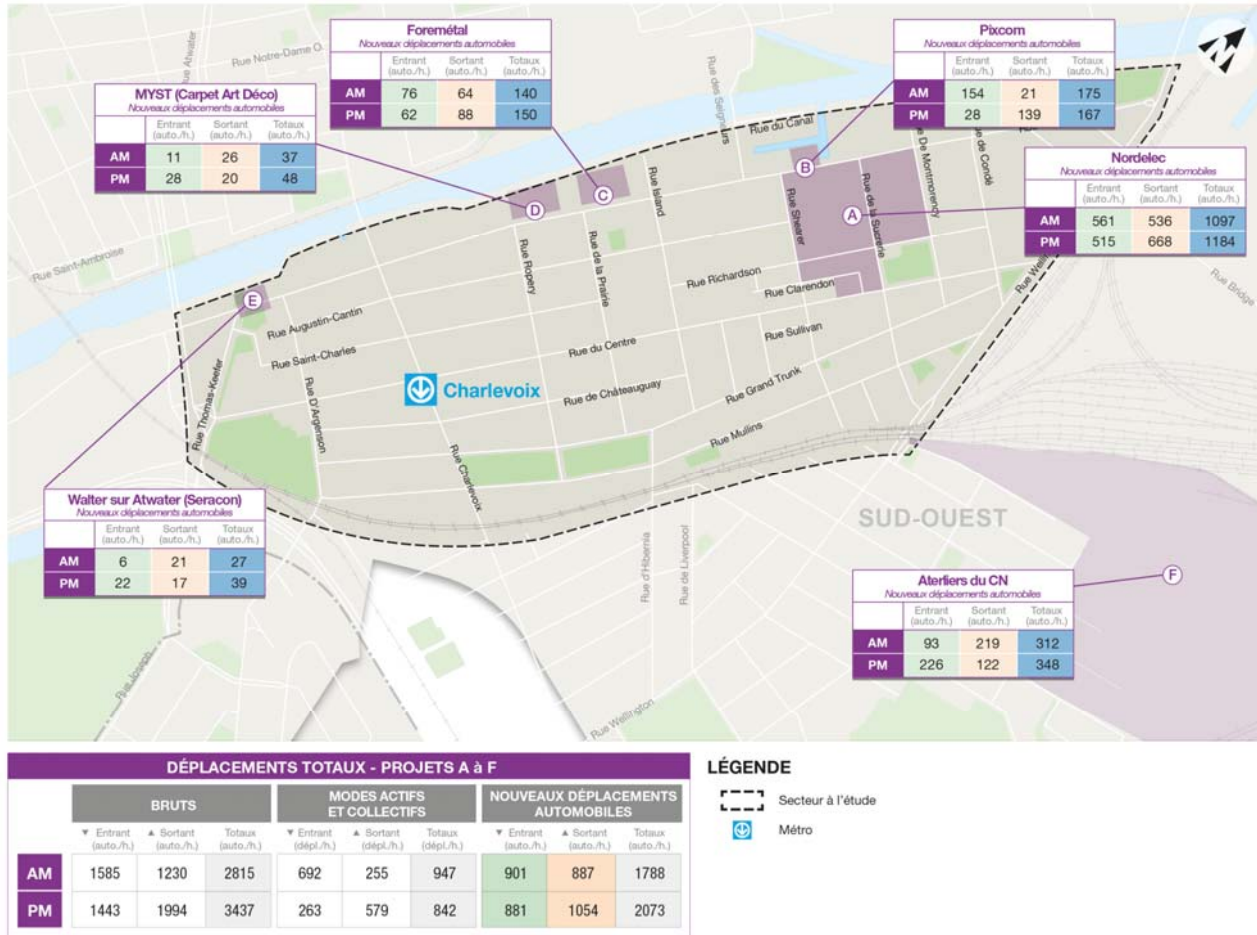 Foremétal
Nouveaux déplacements automobiles
Entrant (auto./h.) Sortant (auto./h.) Totaux (auto./h.)
AM 76 64 140
PM 62 88 150
Pixcom
Nouveaux déplacements automobiles
Entrant (auto./h.) Sortant (auto./h.) Totaux (auto./h.)
AM 154 21 175
PM 28 139 167
MYST (Carpet Art Déco)
Nouveaux déplacements automobiles
Entrant (auto./h.) Sortant (auto./h.) Totaux (auto./h.)
AM 11 26 37
PM 28 20 48
Nordelec
Nouveaux déplacements automobiles
Entrant (auto./h.) Sortant (auto./h.) Totaux (auto./h.)
AM 561 536 1097
PM 515 668 1184
Rue Notre-Dame O.
Rue Atwater
Rue des Seigneurs
Rue du Canal
Rue De Montmorency
Rue de Condé
B
A
C
D
E
F
Rue Island
Rue Shearer
Rue de la Sucrerie
Rue Saint-Ambroise
Rue Ropery
Rue de la Prairie
Rue Richardson
Rue Clarendon
Rue Bridge
Rue Augustin-Cantin
Rue Saint-Charles
Rue du Centre
Rue Sullivan
Charlevoix
Rue de Châteauguay
Rue Grand Trunk
Rue Thomas-Keefer
Rue D'Argenson
Rue Charlevoix
Rue Mullins
SUD-OUEST
Rue d'Hibernia
Rue de Liverpool
Rue Joseph
Rue Wellington
Walter sur Atwater (Seracon)
Nouveaux déplacements automobiles
Entrant (auto./h.) Sortant (auto./h.) Totaux (auto./h.)
AM 6 21 27
PM 22 17 39
Aterliers du CN
Nouveaux déplacements automobiles
Entrant (auto./h.) Sortant (auto./h.) Totaux (auto./h.)
AM 93 219 312
PM 226 122 348
DÉPLACEMENTS TOTAUX - PROJETS A à F
BRUTS MODES ACTIFS ET COLLECTIFS NOUVEAUX DÉPLACEMENTS AUTOMOBILES
▼ Entrant (auto./h.) ▲ Sortant (auto./h.) Totaux (auto./h.) ▼ Entrant (dépl./h.) ▲ Sortant (dépl./h.) Totaux (dépl./h.) ▼ Entrant (auto./h.) ▲ Sortant (auto./h.) Totaux (auto./h.)
AM 1585 1230 2815 692 255 947 901 887 1788
PM 1443 1994 3437 263 579 842 881 1054 2073
LÉGENDE
Secteur à l'étude
Métro